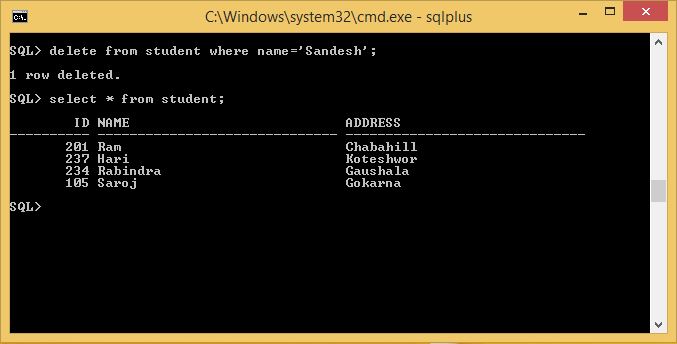 C:\Windows\system32\cmd.exe - sqlplus
SQL> delete from student where name='Sandesh';
1 row deleted.
SQL> select * from student;
ID NAME ADDRESS
201 Ram Chabahill
237 Hari Koteshwor
234 Rabindra Gaushala
105 Saroj Gokarna
SQL>